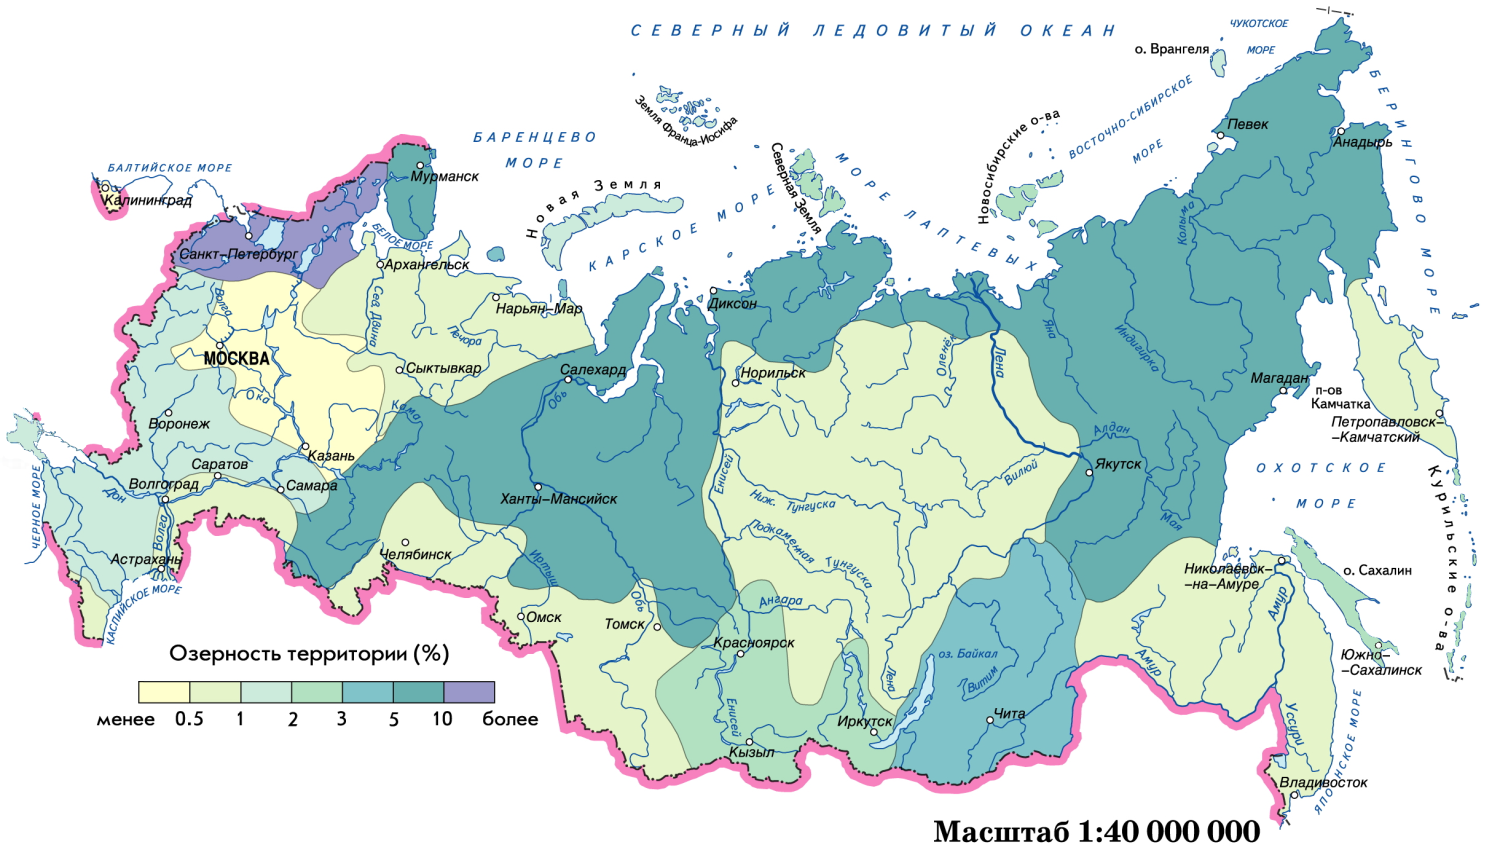 СЕВЕРНЫЙ ЛЕДОВИТЫЙ ОКЕАН
ЧУКОТСКОЕ
МОРЕ
о. Врангеля
БЕРИНГОВО МОРЕ
ВОСТОЧНО-СИБИРСКОЕ
МОРЕ
Новосибирские о-ва
Земля Франца-Иосифа
Северная Земля
МОРЕ ЛАПТЕВЫХ
БАРЕНЦЕВО
МОРЕ
Новая Земля
КАРСКОЕ МОРЕ
БАЛТИЙСКОЕ МОРЕ
Калининград
Мурманск
Певек
Анадырь
Санкт-Петербург
БЕЛОЕ МОРЕ
Архангельск
Нарьян-Мар
Диксон
Колыма
Волга
Сев. Двина
Печора
МОСКВА
Сыктывкар
Салехард
Обь
Норильск
Оленёк
Лена
Яна
Индигирка
Магадан
п-ов
Камчатка
Петропавловск-
-Камчатский
Ока
Кама
Воронеж
Казань
Саратов
Волгоград
Самара
Дон
Волга
Астрахань
ЧЕРНОЕ МОРЕ
КАСПИЙСКОЕ МОРЕ
Ханты-Мансийск
Енисей
Ниж. Тунгуска
Подкаменная Тунгуска
Вилюй
Алдан
Якутск
Мая
ОХОТСКОЕ
МОРЕ
Курильские о-ва
Челябинск
Иртыш
Омск
Обь
Томск
Ангара
Красноярск
Енисей
Кызыл
Иркутск
Лена
оз. Байкал
Витим
Чита
Амур
Николаевск-
-на-Амуре
Амур
о. Сахалин
Южно-
-Сахалинск
Уссури
Владивосток
ЯПОНСКОЕ МОРЕ
Озерность территории (%)
менее 0.5 1 2 3 5 10 более
Масштаб 1:40 000 000